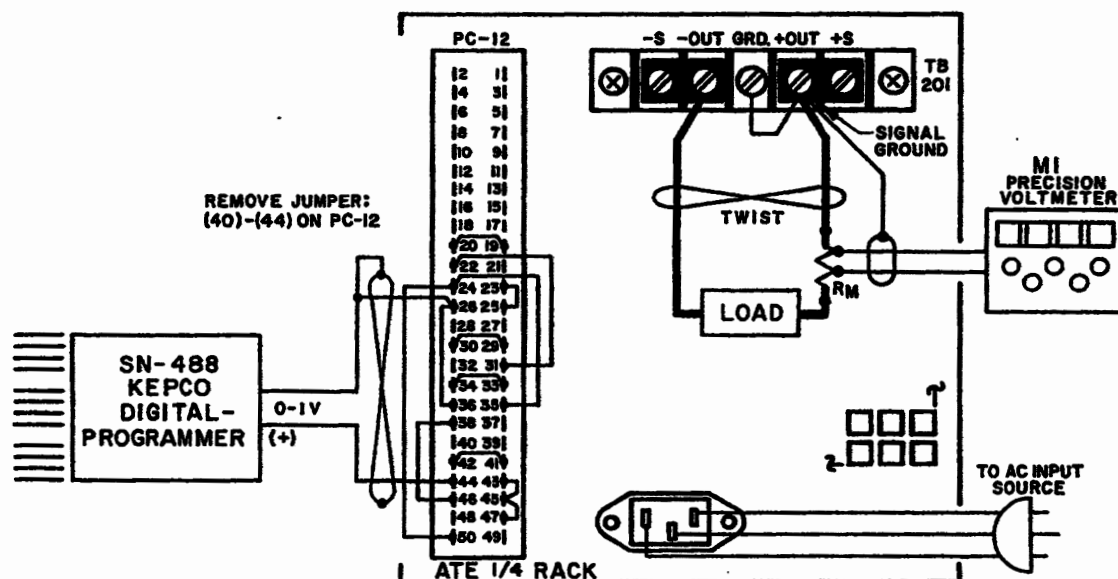 PC-12
-S -OUT GRD. +OUT +S
TB
201
SIGNAL
GROUND
M1
PRECISION
VOLTMETER
REMOVE JUMPER:
(40)-(44) ON PC-12
TWIST
RM
LOAD
SN-488
KEPCO
DIGITAL-
PROGRAMMER
0-1V
(+)
2 1
4 3
6 5
8 7
10 9
12 11
14 13
16 15
18 17
20 19
22 21
24 23
26 25
28 27
30 29
32 31
34 33
36 35
38 37
40 39
42 41
44 43
46 45
48 47
50 49
TO AC INPUT
SOURCE
ATE 1/4 RACK